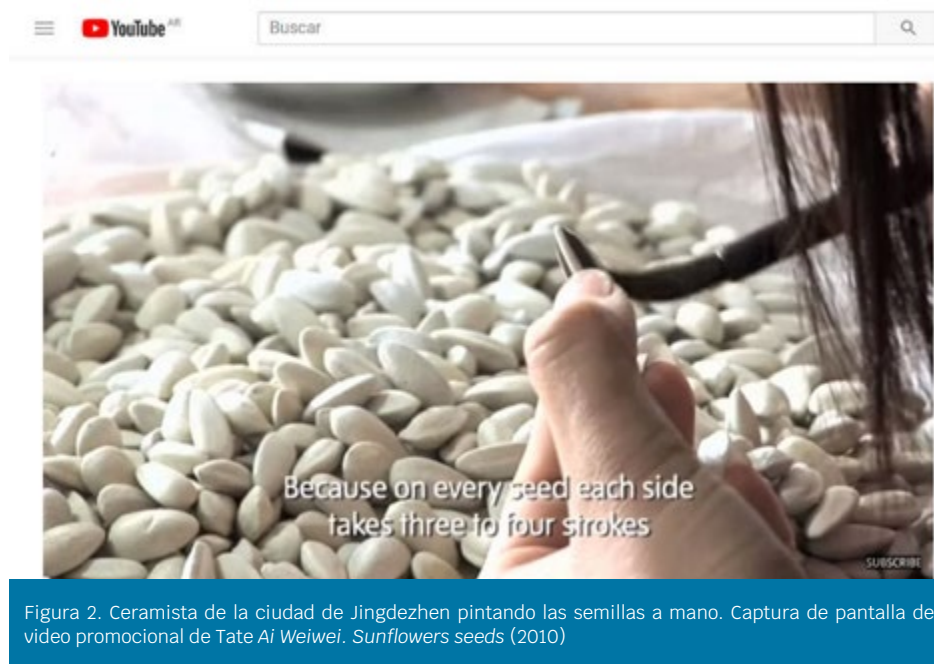 YouTube AR
Buscar
Because on every seed each side
takes three to four strokes
SUBSCRIBE
Figura 2. Ceramista de la ciudad de Jingdezhen pintando las semillas a mano. Captura de pantalla de
video promocional de Tate Ai Weiwei. Sunflowers seeds (2010)